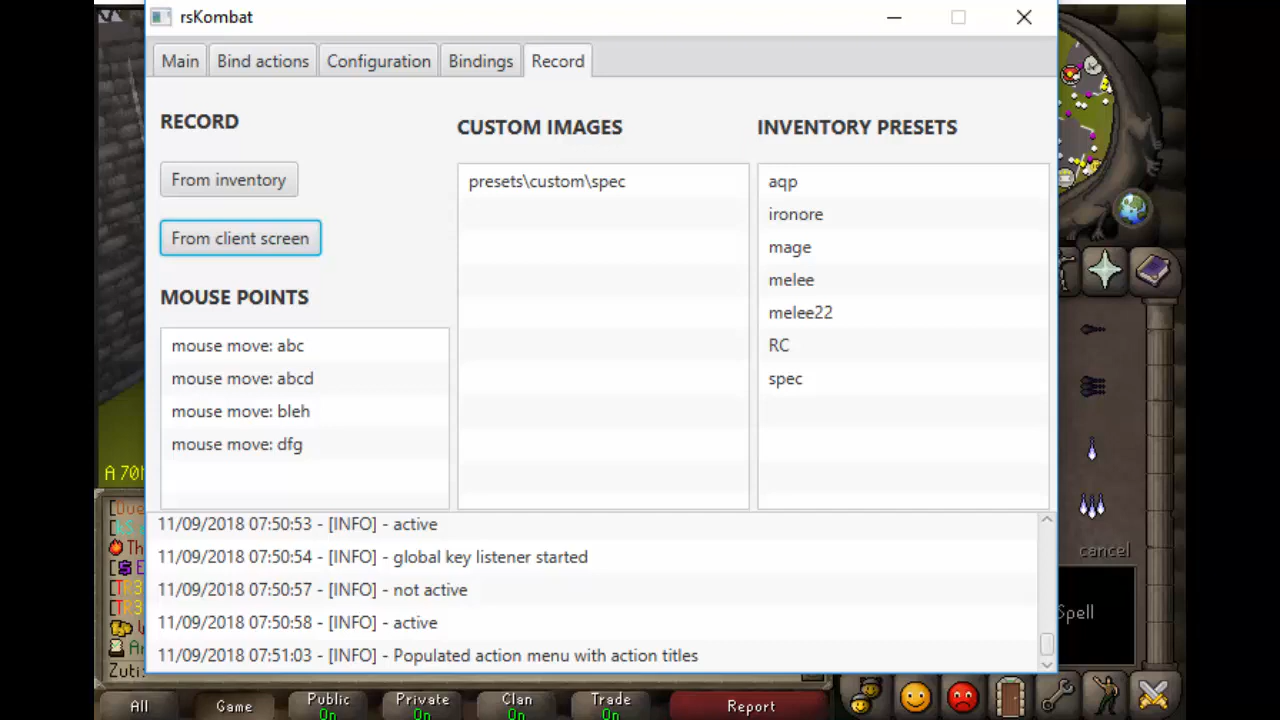 rsKombat
Main
Bind actions
Configuration
Bindings
Record
RECORD
From inventory
From client screen
MOUSE POINTS
mouse move: abc
mouse move: abcd
mouse move: bleh
mouse move: dfg
CUSTOM IMAGES
presets\custom\spec
INVENTORY PRESETS
aqp
ironore
mage
melee
melee22
RC
spec
11/09/2018 07:50:53 - [INFO] - active
11/09/2018 07:50:54 - [INFO] - global key listener started
11/09/2018 07:50:57 - [INFO] - not active
11/09/2018 07:50:58 - [INFO] - active
11/09/2018 07:51:03 - [INFO] - Populated action menu with action titles
A 70
[Due
Th
Zuti:
cancel
Spell
All
Game
Public
On
Private
On
Clan
On
Trade
On
Report